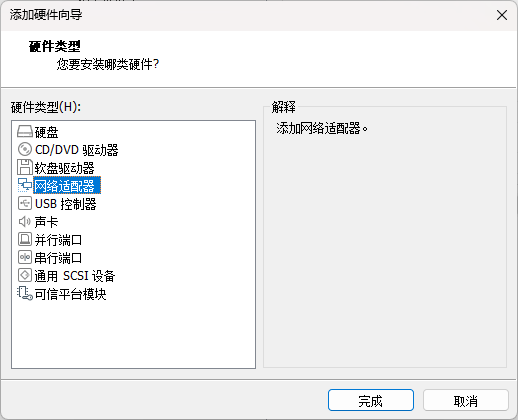 添加硬件向导
硬件类型
您要安装哪类硬件?
硬件类型(H):
硬盘
CD/DVD 驱动器
软盘驱动器
网络适配器
USB 控制器
声卡
并行端口
串行端口
通用 SCSI 设备
可信平台模块
解释
添加网络适配器。
完成
取消